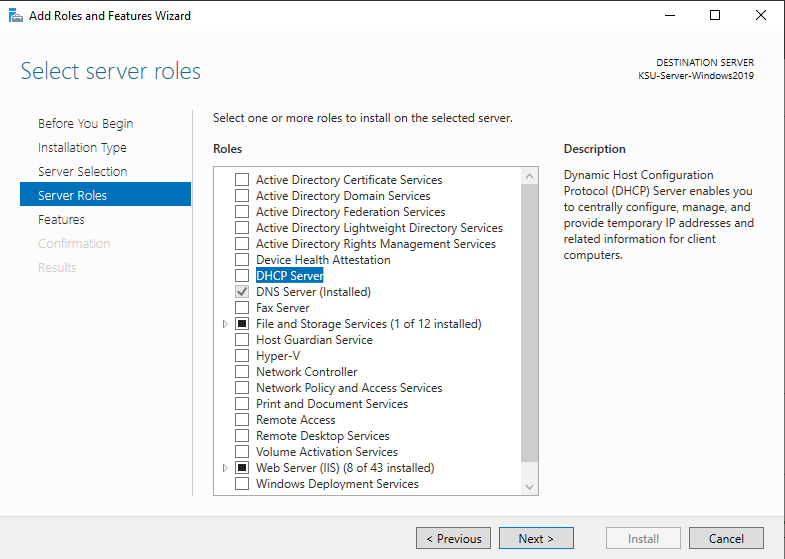 Add Roles and Features Wizard
Select server roles
DESTINATION SERVER
KSU-Server-Windows2019
Before You Begin
Installation Type
Server Selection
Server Roles
Features
Confirmation
Results
Select one or more roles to install on the selected server.
Roles
Active Directory Certificate Services
Active Directory Domain Services
Active Directory Federation Services
Active Directory Lightweight Directory Services
Active Directory Rights Management Services
Device Health Attestation
DHCP Server
DNS Server (Installed)
Fax Server
File and Storage Services (1 of 12 installed)
Host Guardian Service
Hyper-V
Network Controller
Network Policy and Access Services
Print and Document Services
Remote Access
Remote Desktop Services
Volume Activation Services
Web Server (IIS) (8 of 43 installed)
Windows Deployment Services
Description
Dynamic Host Configuration
Protocol (DHCP) Server enables you
to centrally configure, manage, and
provide temporary IP addresses and
related information for client
computers.
< Previous
Next >
Install
Cancel